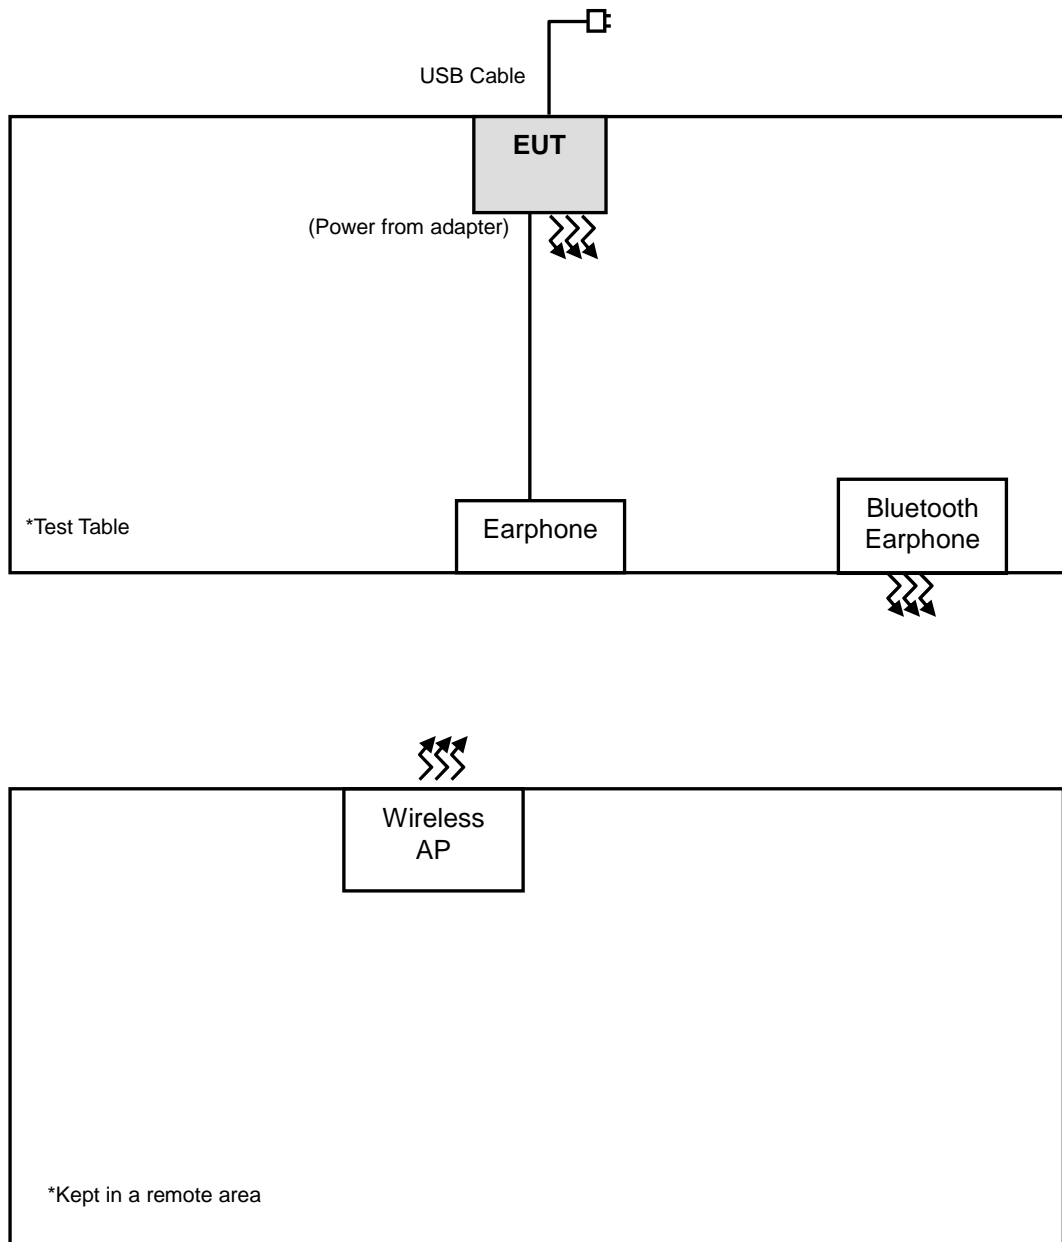 USB Cable
EUT
(Power from adapter)
*Test Table
Earphone
Bluetooth
Earphone
Wireless
AP
*Kept in a remote area